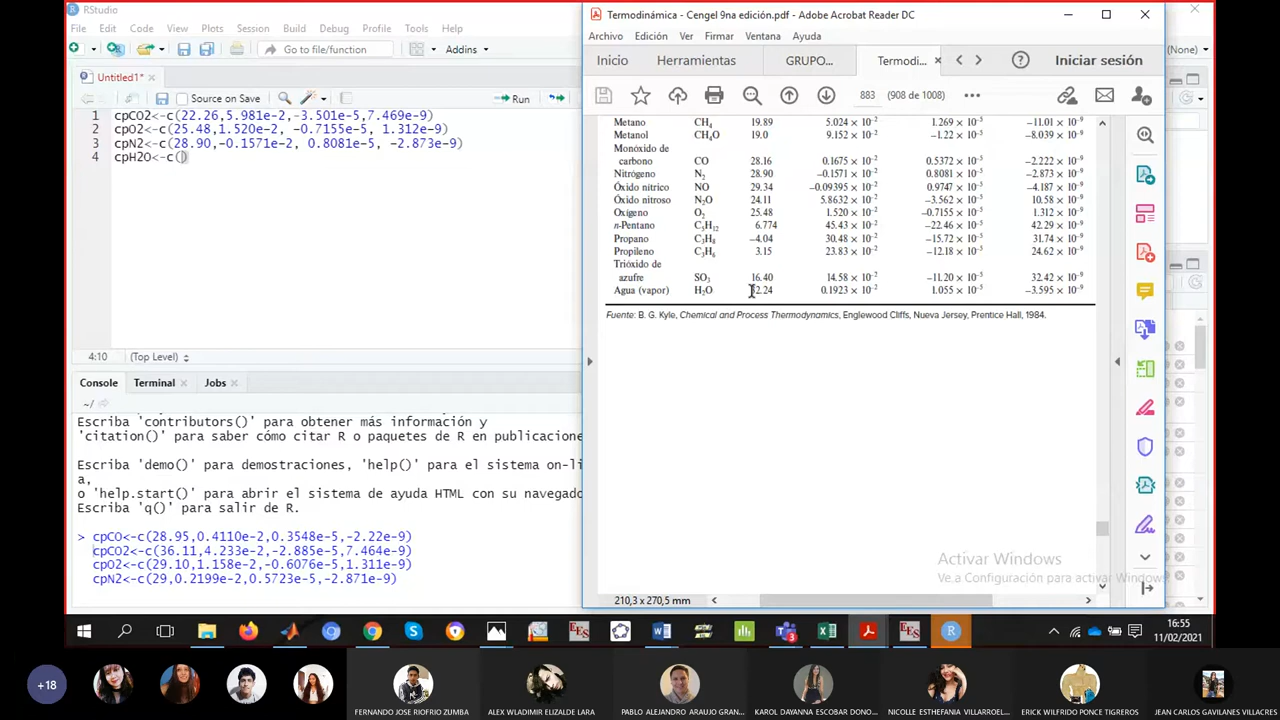 RStudio
File Edit Code View Plots Session Build Debug Profile Tools Help
Go to file/function
Addins
(None)
Untitled1*
Source on Save
Run
1 cpCO2<-c(22.26,5.981e-2,-3.501e-5,7.469e-9)
2 cpO2<-c(25.48,1.520e-2, -0.7155e-5, 1.312e-9)
3 cpN2<-c(28.90,-0.1571e-2, 0.8081e-5, -2.873e-9)
4 cpH2O<-c()
4:10 (Top Level)
Console Terminal Jobs
~/
Escriba 'contributors()' para obtener más información y
'citation()' para saber cómo citar R o paquetes de R en publicacione
Escriba 'demo()' para demostraciones, 'help()' para el sistema on-li
a,
o 'help.start()' para abrir el sistema de ayuda HTML con su navegado
Escriba 'q()' para salir de R.
> cpCO<-c(28.95,0.4110e-2,0.3548e-5,-2.22e-9)
cpCO2<-c(36.11,4.233e-2,-2.885e-5,7.464e-9)
cpO2<-c(29.10,1.158e-2,-0.6076e-5,1.311e-9)
cpN2<-c(29,0.2199e-2,0.5723e-5,-2.871e-9)
Termodinámica - Cengel 9na edición.pdf - Adobe Acrobat Reader DC
Archivo Edición Ver Firmar Ventana Ayuda
Inicio Herramientas GRUPO... Termodi... Iniciar sesión
883 (908 de 1008)
Metano CH4 19.89 5.024 × 10⁻² 1.269 × 10⁻⁵ −11.01 × 10⁻⁹
Metanol CH4O 19.0 9.152 × 10⁻² −1.22 × 10⁻⁵ −8.039 × 10⁻⁹
Monóxido de
carbono CO 28.16 0.1675 × 10⁻² 0.5372 × 10⁻⁵ −2.222 × 10⁻⁹
Nitrógeno N2 28.90 −0.1571 × 10⁻² 0.8081 × 10⁻⁵ −2.873 × 10⁻⁹
Óxido nítrico NO 29.34 −0.09395 × 10⁻² 0.9747 × 10⁻⁵ −4.187 × 10⁻⁹
Óxido nitroso N2O 24.11 5.8632 × 10⁻² −3.562 × 10⁻⁵ 10.58 × 10⁻⁹
Oxígeno O2 25.48 1.520 × 10⁻² −0.7155 × 10⁻⁵ 1.312 × 10⁻⁹
n-Pentano C5H12 6.774 45.43 × 10⁻² −22.46 × 10⁻⁵ 42.29 × 10⁻⁹
Propano C3H8 −4.04 30.48 × 10⁻² −15.72 × 10⁻⁵ 31.74 × 10⁻⁹
Propileno C3H6 3.15 23.83 × 10⁻² −12.18 × 10⁻⁵ 24.62 × 10⁻⁹
Trióxido de
azufre SO3 16.40 14.58 × 10⁻² −11.20 × 10⁻⁵ 32.42 × 10⁻⁹
Agua (vapor) H2O 32.24 0.1923 × 10⁻² 1.055 × 10⁻⁵ −3.595 × 10⁻⁹
Fuente: B. G. Kyle, Chemical and Process Thermodynamics, Englewood Cliffs, Nueva Jersey, Prentice Hall, 1984.
Activar Windows
Ve a Configuración para activar Windows.
210,3 x 270,5 mm
16:55
11/02/2021
+18
FERNANDO JOSE RIOFRIO ZUMBA
ALEX WLADIMIR ELIZALDE LARA
PABLO ALEJANDRO ARAUJO GRAN...
KAROL DAYANNA ESCOBAR DONO...
NICOLLE ESTHEFANIA VILLARROEL...
ERICK WILFRIDO PONCE TIGREROS
JEAN CARLOS GAVILANES VILLACRES